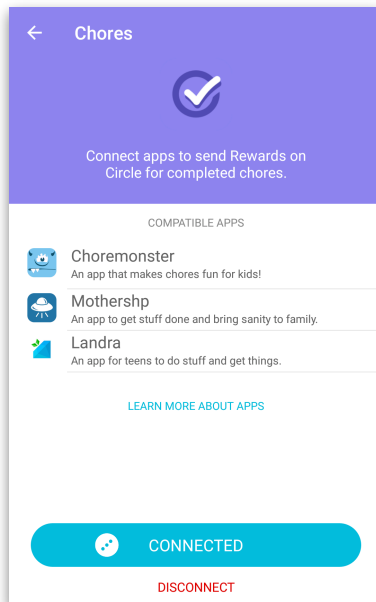 Chores
Connect apps to send Rewards on
Circle for completed chores.
COMPATIBLE APPS
Choremonster
An app that makes chores fun for kids!
Mothershp
An app to get stuff done and bring sanity to family.
Landra
An app for teens to do stuff and get things.
LEARN MORE ABOUT APPS
CONNECTED
DISCONNECT